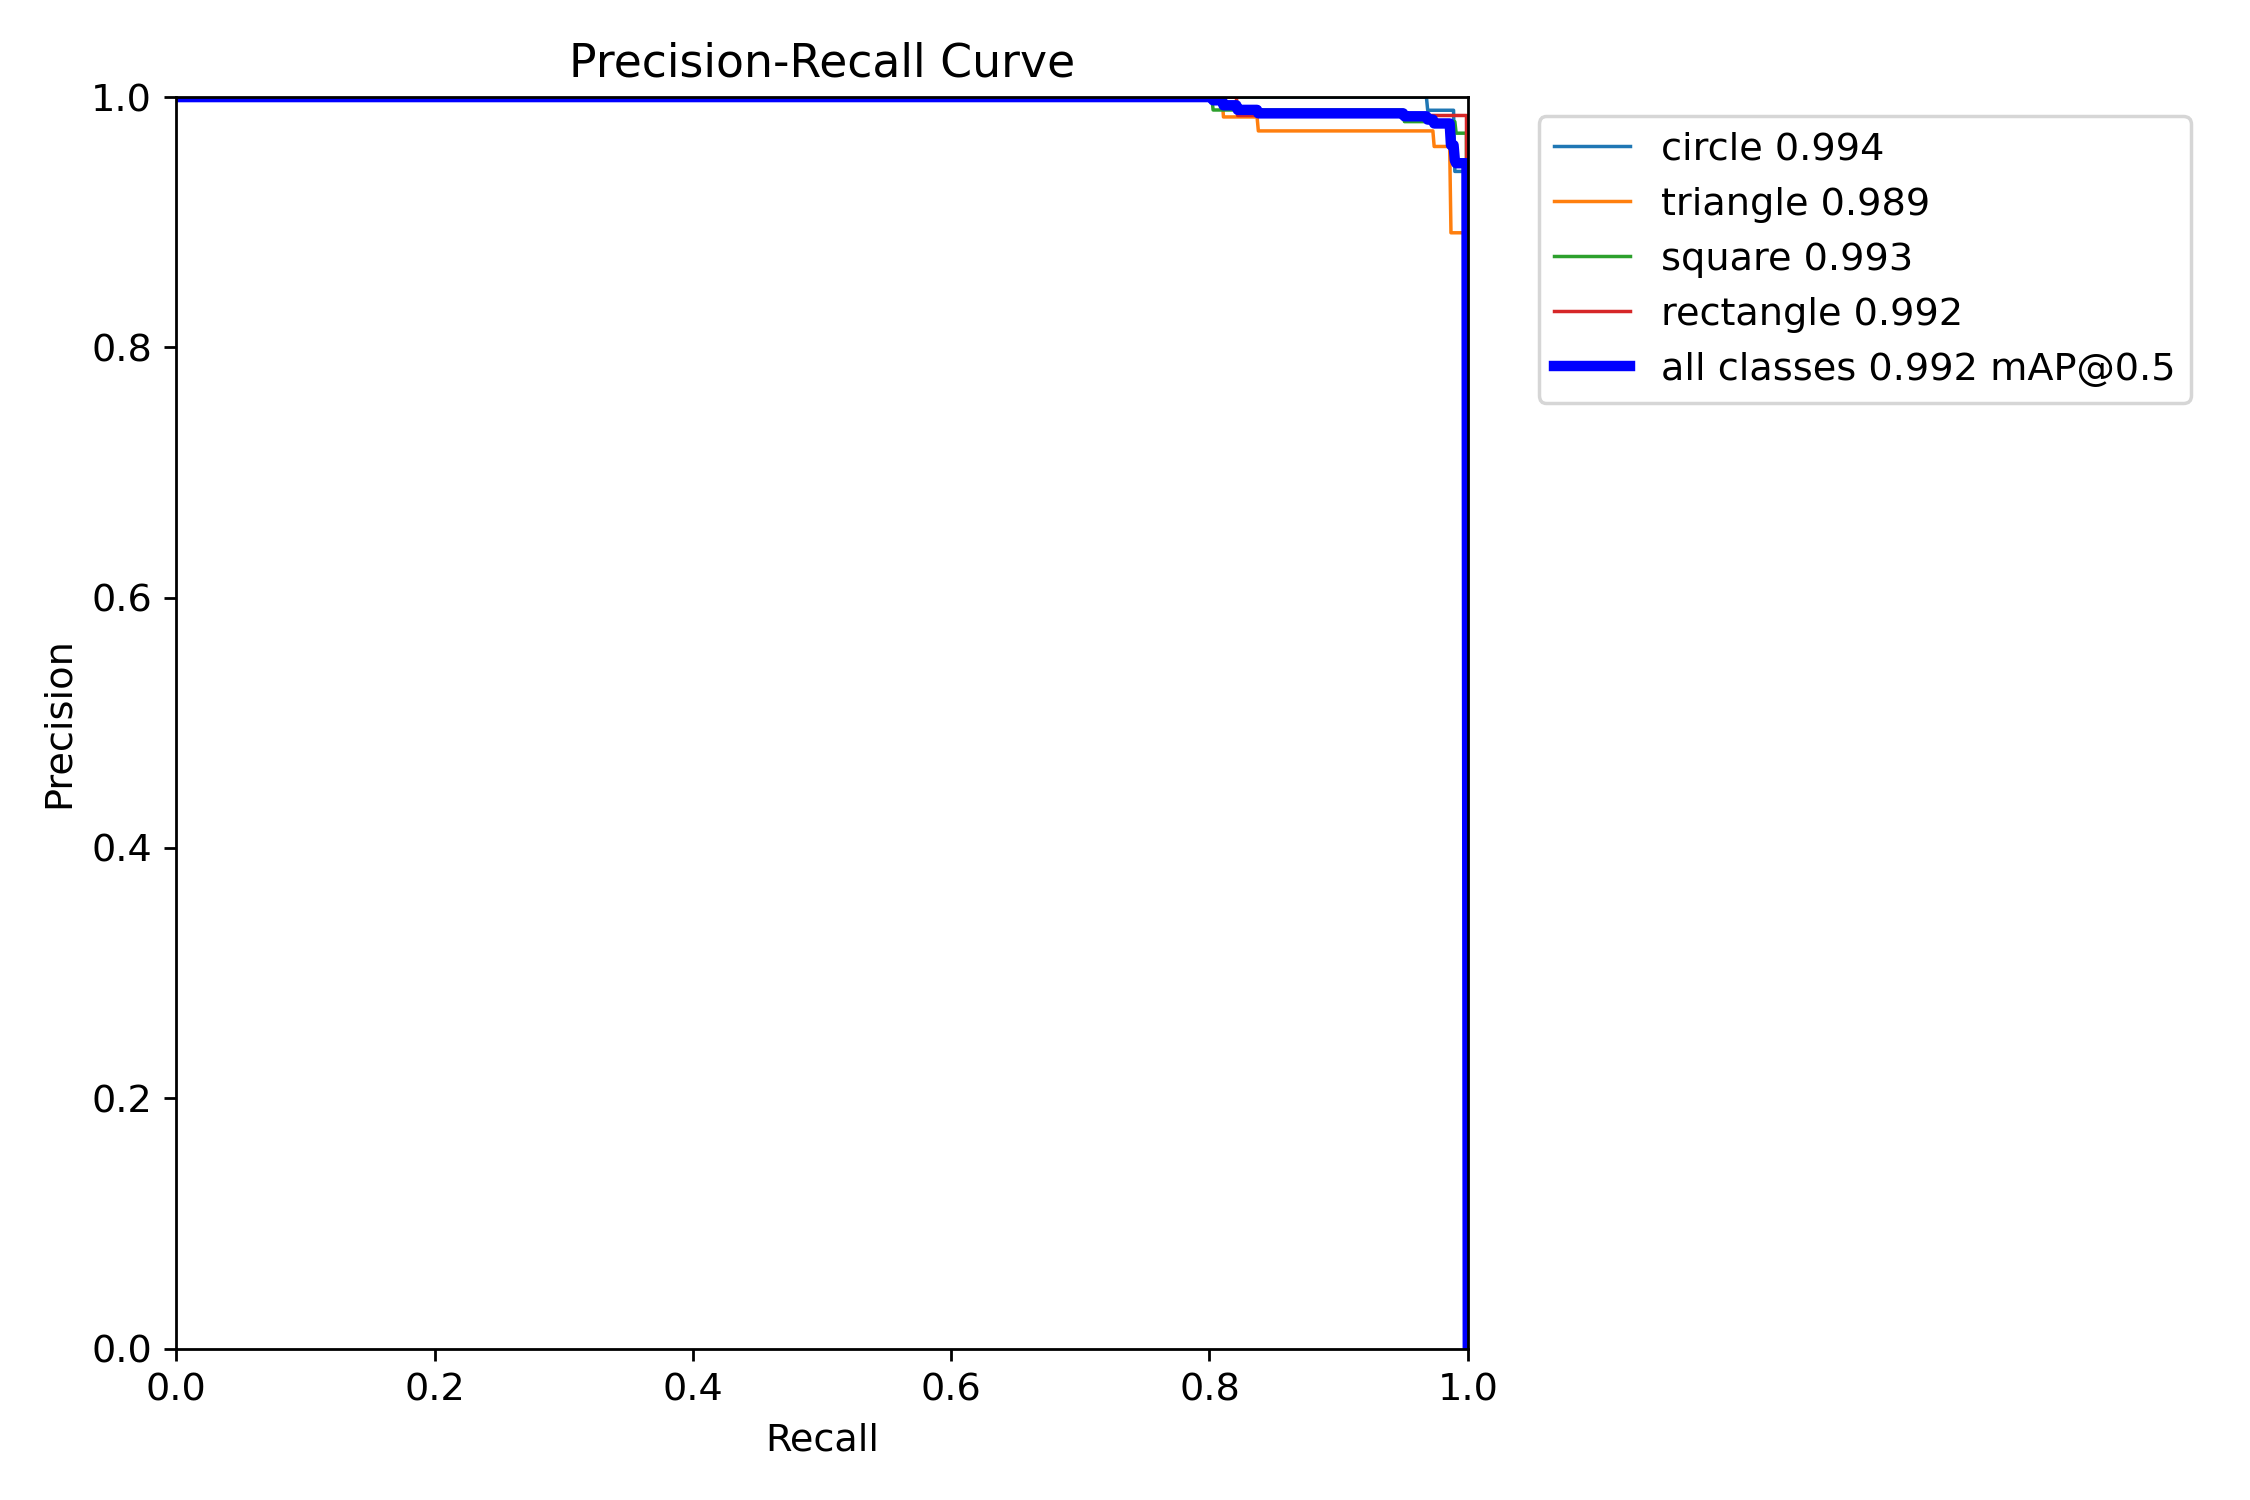 Precision-Recall Curve
1.0
0.8
0.6
0.4
0.2
0.0
Precision
0.0 0.2 0.4 0.6 0.8 1.0
Recall
circle 0.994
triangle 0.989
square 0.993
rectangle 0.992
all classes 0.992 mAP@0.5